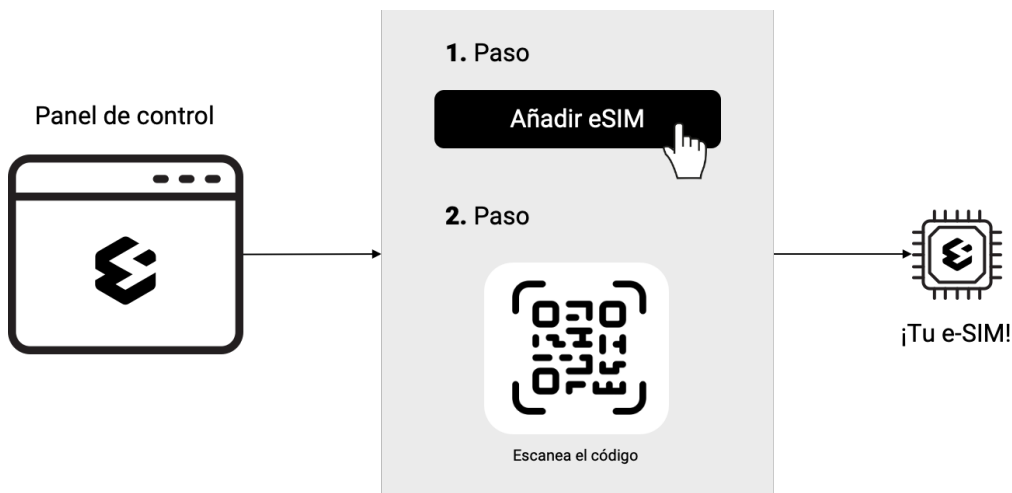 Panel de control
1. Paso
Añadir eSIM
2. Paso
Escanea el código
¡Tu e-SIM!